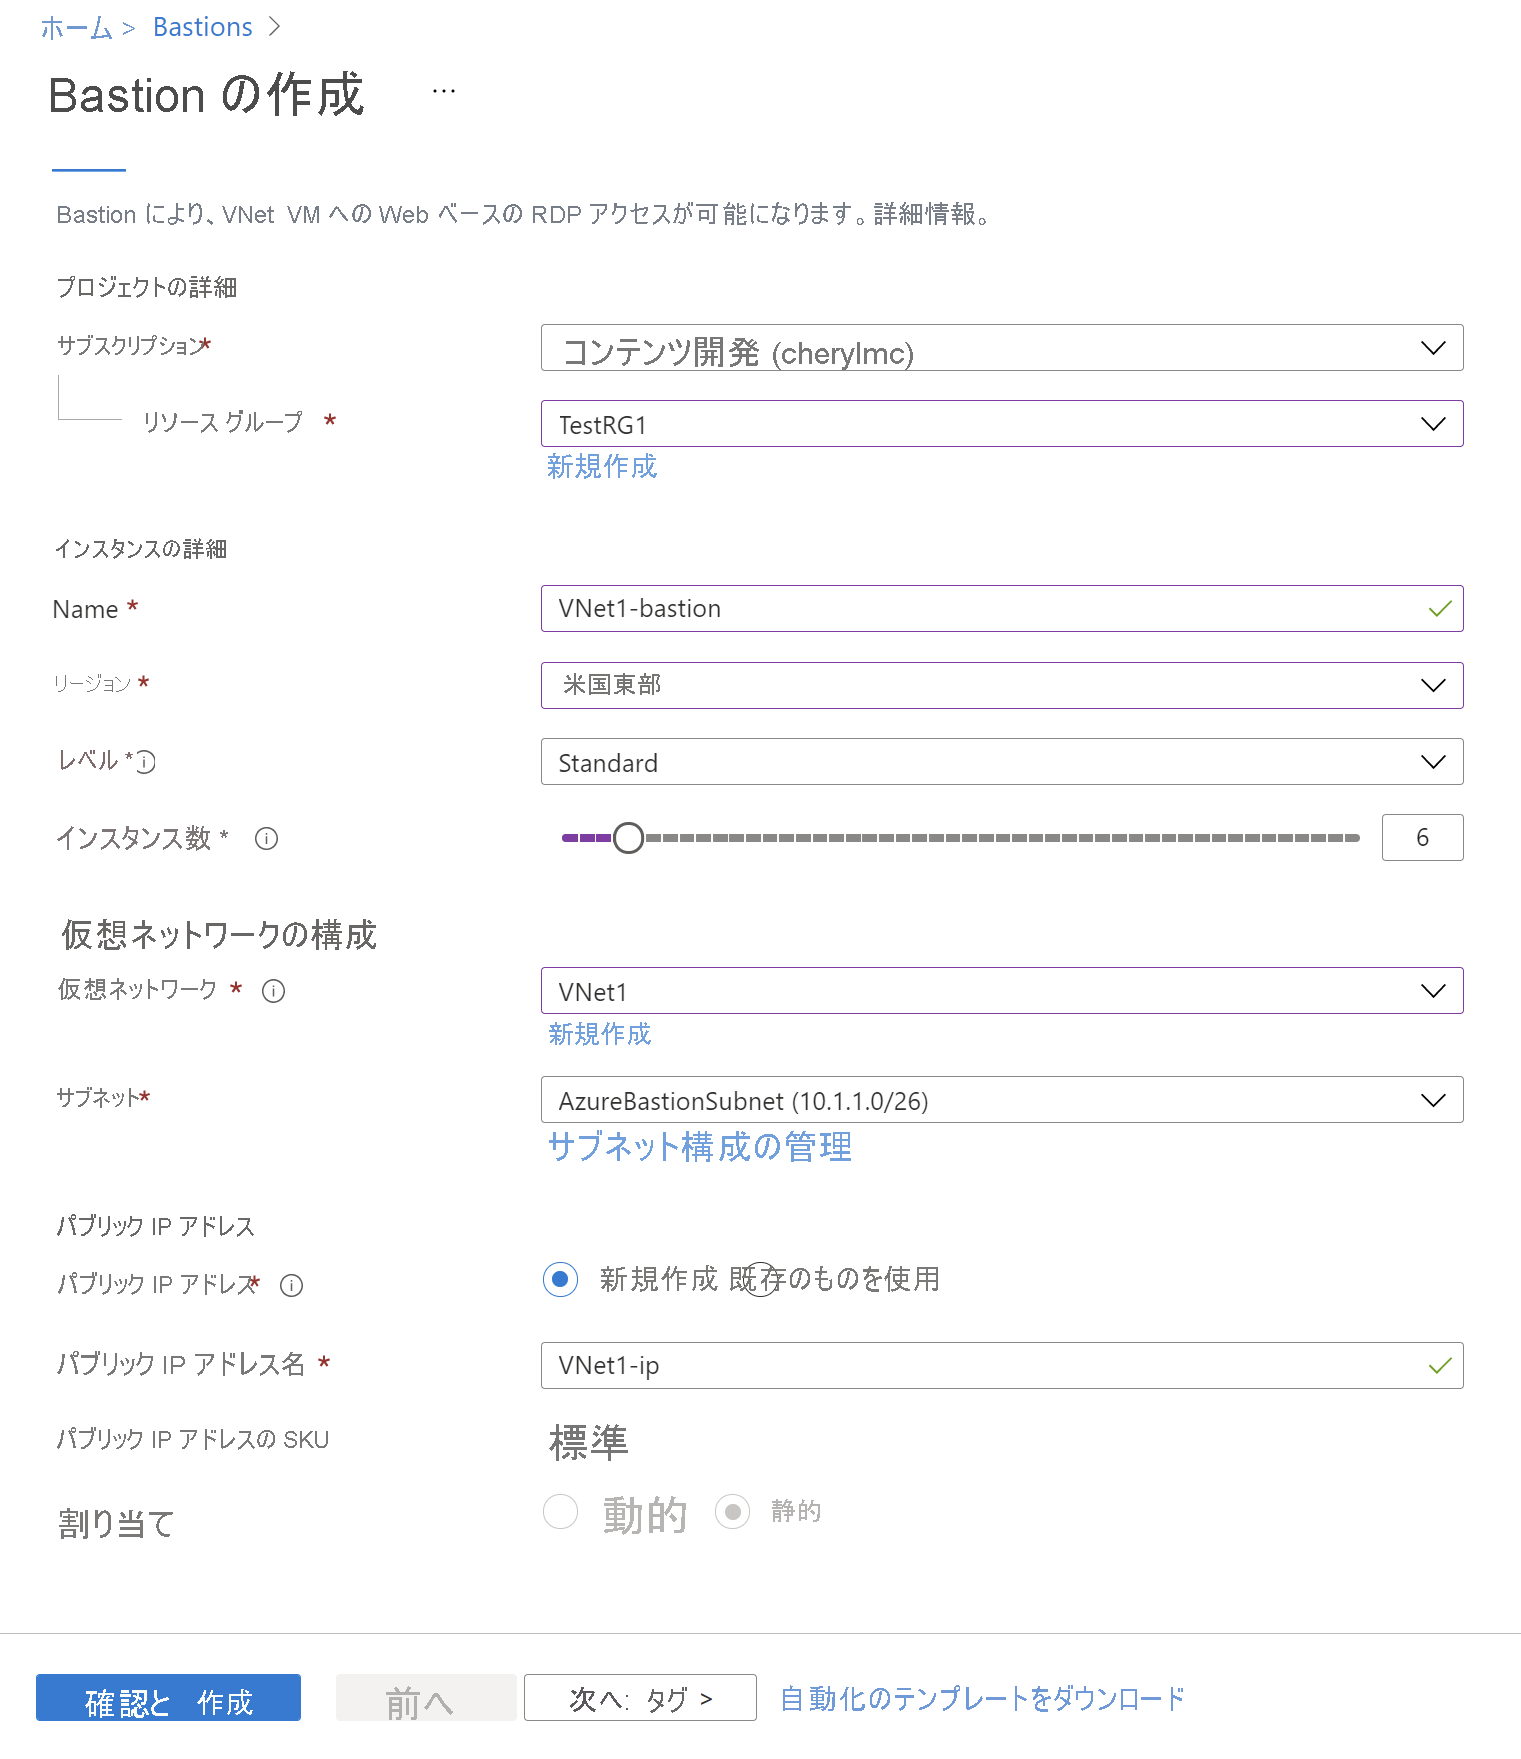 ホーム > Bastions >
Bastion の作成 ...
Bastion により、VNet VM への Web ベースの RDP アクセスが可能になります。詳細情報。
プロジェクトの詳細
サブスクリプション* コンテンツ開発 (cherylmc)
リソース グループ * TestRG1
新規作成
インスタンスの詳細
Name * VNet1-bastion
リージョン * 米国東部
レベル * Standard
インスタンス数 * 6
仮想ネットワークの構成
仮想ネットワーク * VNet1
新規作成
サブネット* AzureBastionSubnet (10.1.1.0/26)
サブネット構成の管理
パブリック IP アドレス
パブリック IP アドレス* 新規作成 既存のものを使用
パブリック IP アドレス名 * VNet1-ip
パブリック IP アドレスの SKU 標準
割り当て 動的 静的
確認と 作成 前へ 次へ: タグ > 自動化のテンプレートをダウンロード